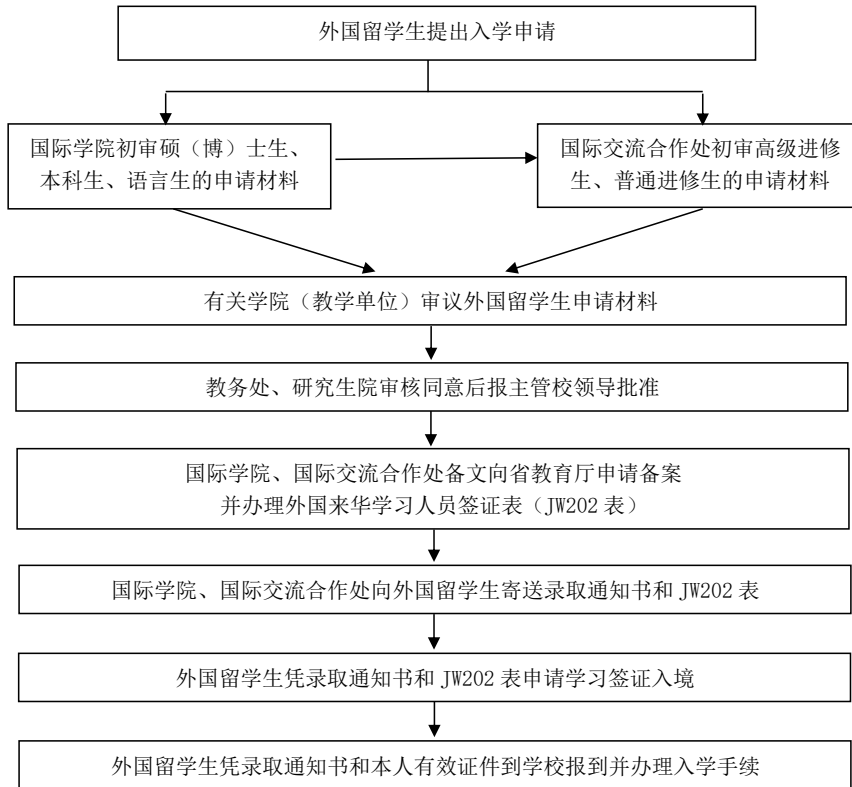 外国留学生提出入学申请
国际学院初审硕（博）士生、
本科生、语言生的申请材料
国际交流合作处初审高级进修
生、普通进修生的申请材料
有关学院（教学单位）审议外国留学生申请材料
教务处、研究生院审核同意后报主管校领导批准
国际学院、国际交流合作处备文向省教育厅申请备案
并办理外国来华学习人员签证表（JW202 表）
国际学院、国际交流合作处向外国留学生寄送录取通知书和 JW202 表
外国留学生凭录取通知书和 JW202 表申请学习签证入境
外国留学生凭录取通知书和本人有效证件到学校报到并办理入学手续